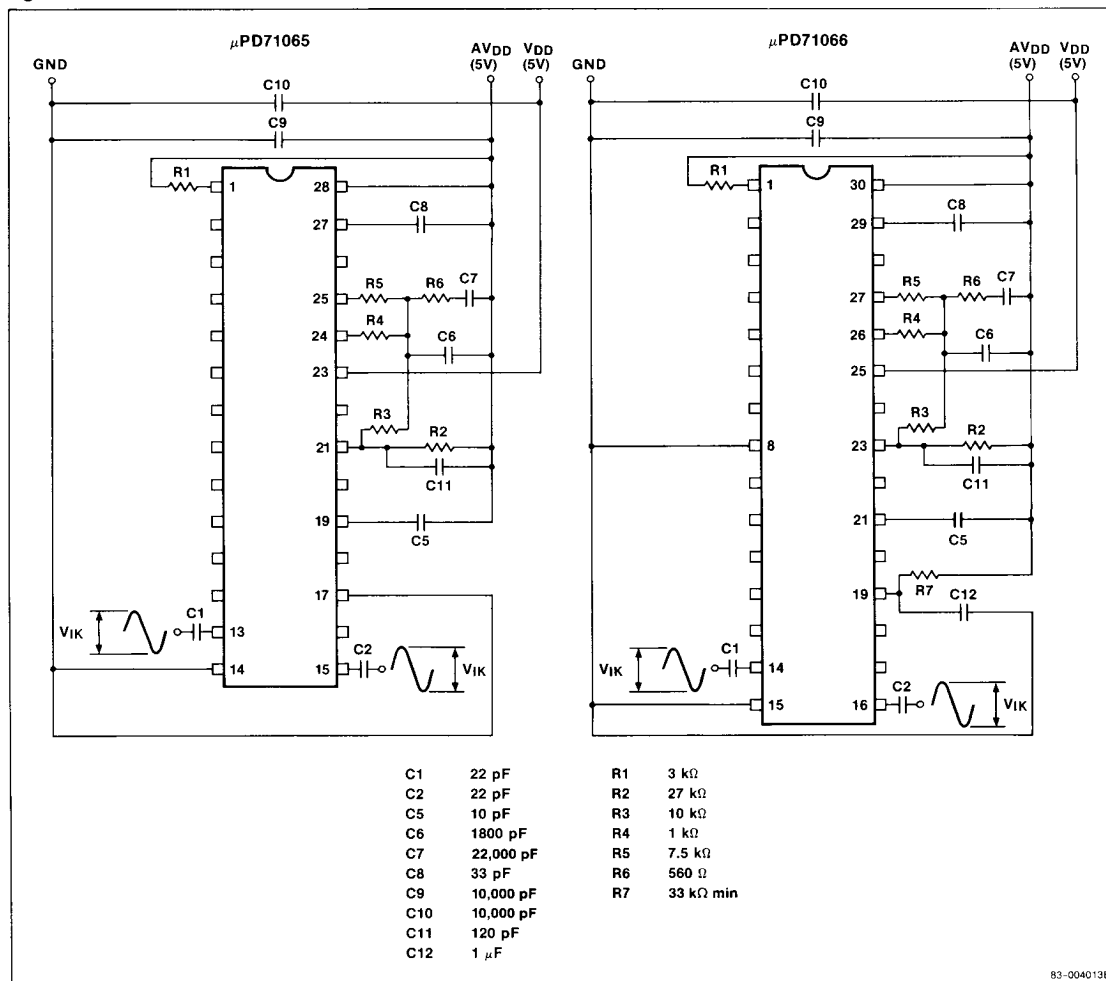 μPD71065
GND
AVDD
(5V)
VDD
(5V)
C10
C9
R1
1
28
27
C8
25
R5
R6
C7
24
R4
C6
23
R3
21
R2
C11
19
C5
17
VIK
C1
13
14
15
C2
VIK
μPD71066
GND
AVDD
(5V)
VDD
(5V)
C10
C9
R1
1
30
29
C8
27
R5
R6
C7
26
R4
C6
25
R3
8
23
R2
C11
21
C5
19
R7
C12
VIK
C1
14
15
16
C2
VIK
C1 22 pF
C2 22 pF
C5 10 pF
C6 1800 pF
C7 22,000 pF
C8 33 pF
C9 10,000 pF
C10 10,000 pF
C11 120 pF
C12 1 μF
R1 3 kΩ
R2 27 kΩ
R3 10 kΩ
R4 1 kΩ
R5 7.5 kΩ
R6 560 Ω
R7 33 kΩ min